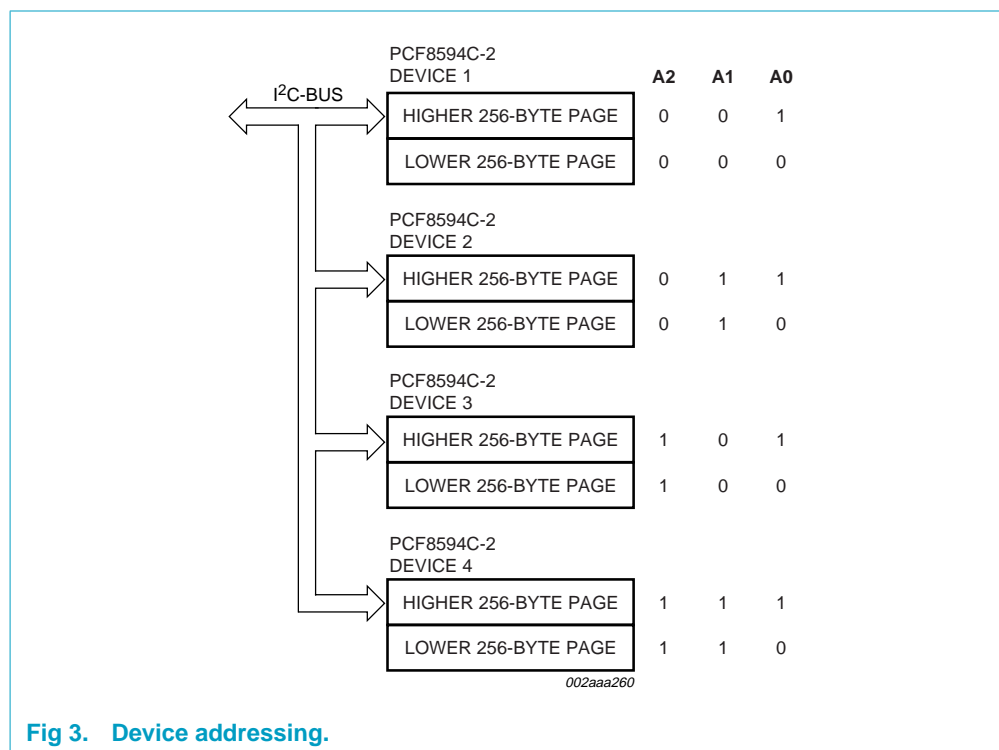 PCF8594C-2
DEVICE 1 A2 A1 A0
I2C-BUS
HIGHER 256-BYTE PAGE 0 0 1
LOWER 256-BYTE PAGE 0 0 0
PCF8594C-2
DEVICE 2
HIGHER 256-BYTE PAGE 0 1 1
LOWER 256-BYTE PAGE 0 1 0
PCF8594C-2
DEVICE 3
HIGHER 256-BYTE PAGE 1 0 1
LOWER 256-BYTE PAGE 1 0 0
PCF8594C-2
DEVICE 4
HIGHER 256-BYTE PAGE 1 1 1
LOWER 256-BYTE PAGE 1 1 0
002aaa260
Fig 3. Device addressing.